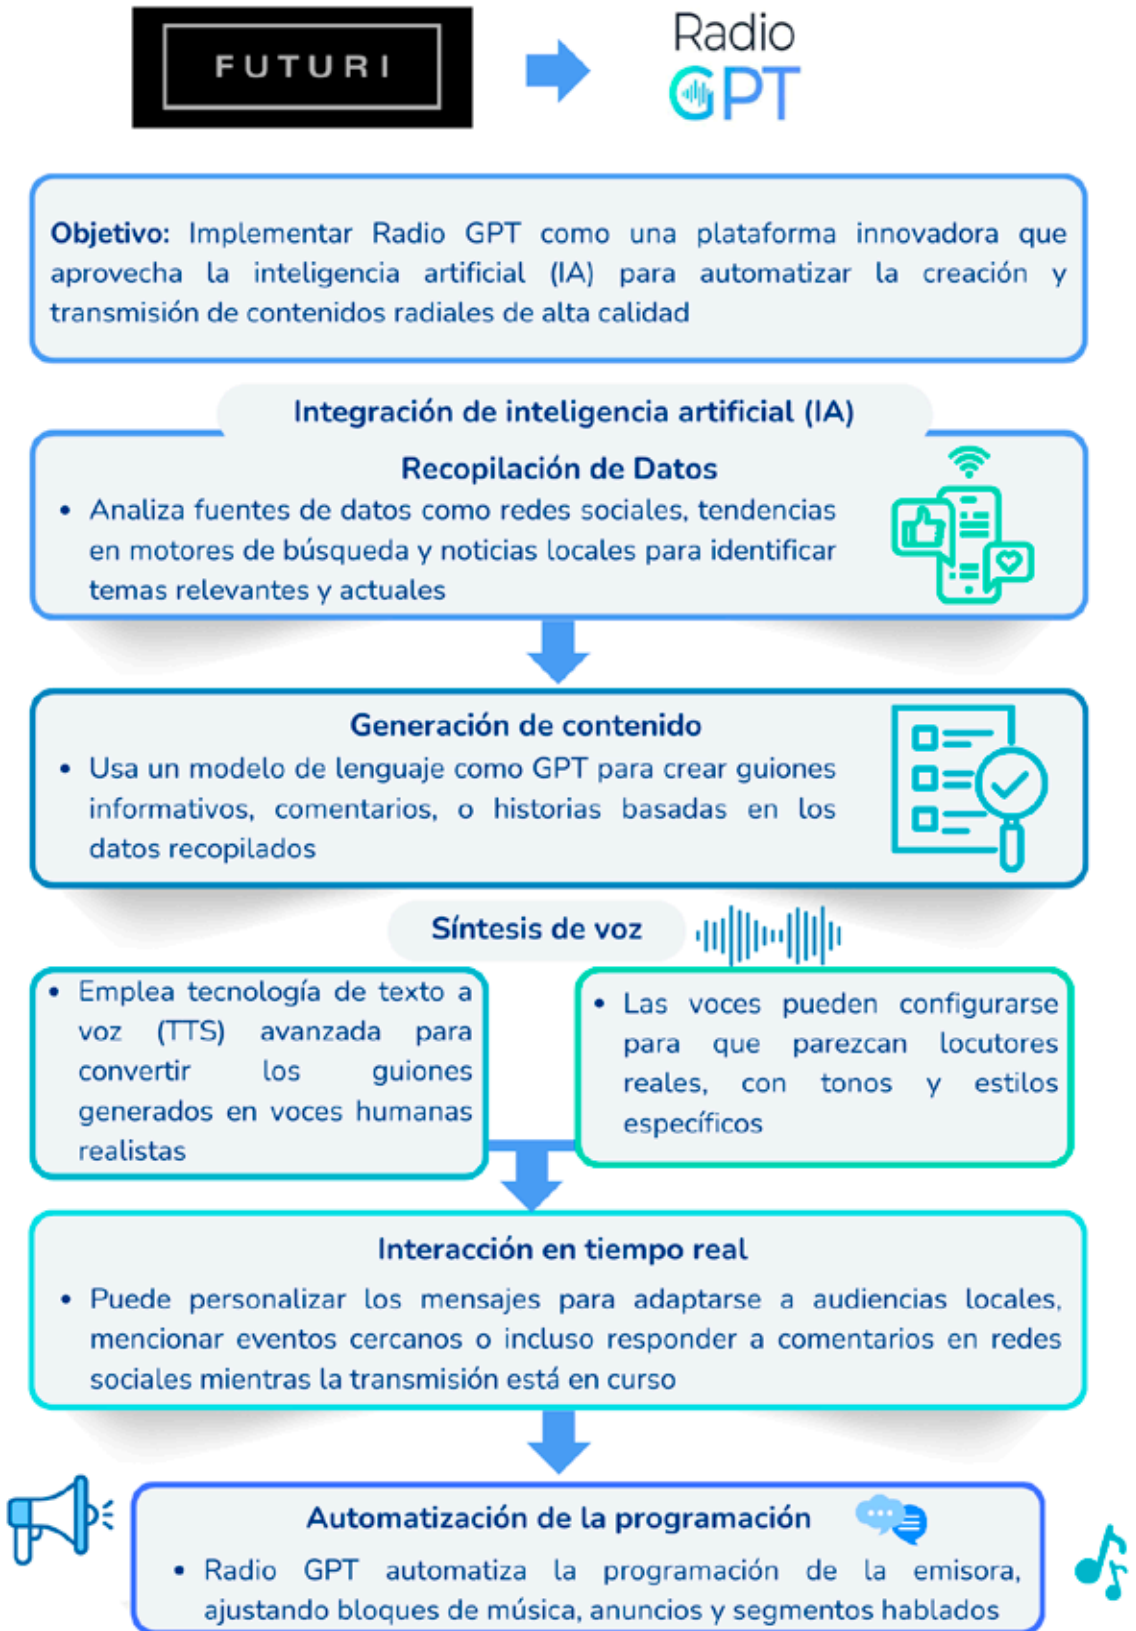 FUTURI
Radio
GPT
Objetivo: Implementar Radio GPT como una plataforma innovadora que
aprovecha la inteligencia artificial (IA) para automatizar la creación y
transmisión de contenidos radiales de alta calidad
Integración de inteligencia artificial (IA)
Recopilación de Datos
• Analiza fuentes de datos como redes sociales, tendencias
en motores de búsqueda y noticias locales para identificar
temas relevantes y actuales
Generación de contenido
• Usa un modelo de lenguaje como GPT para crear guiones
informativos, comentarios, o historias basadas en los
datos recopilados
Síntesis de voz
• Emplea tecnología de texto a
voz (TTS) avanzada para
convertir los guiones
generados en voces humanas
realistas
• Las voces pueden configurarse
para que parezcan locutores
reales, con tonos y estilos
específicos
Interacción en tiempo real
• Puede personalizar los mensajes para adaptarse a audiencias locales,
mencionar eventos cercanos o incluso responder a comentarios en redes
sociales mientras la transmisión está en curso
Automatización de la programación
• Radio GPT automatiza la programación de la emisora,
ajustando bloques de música, anuncios y segmentos hablados